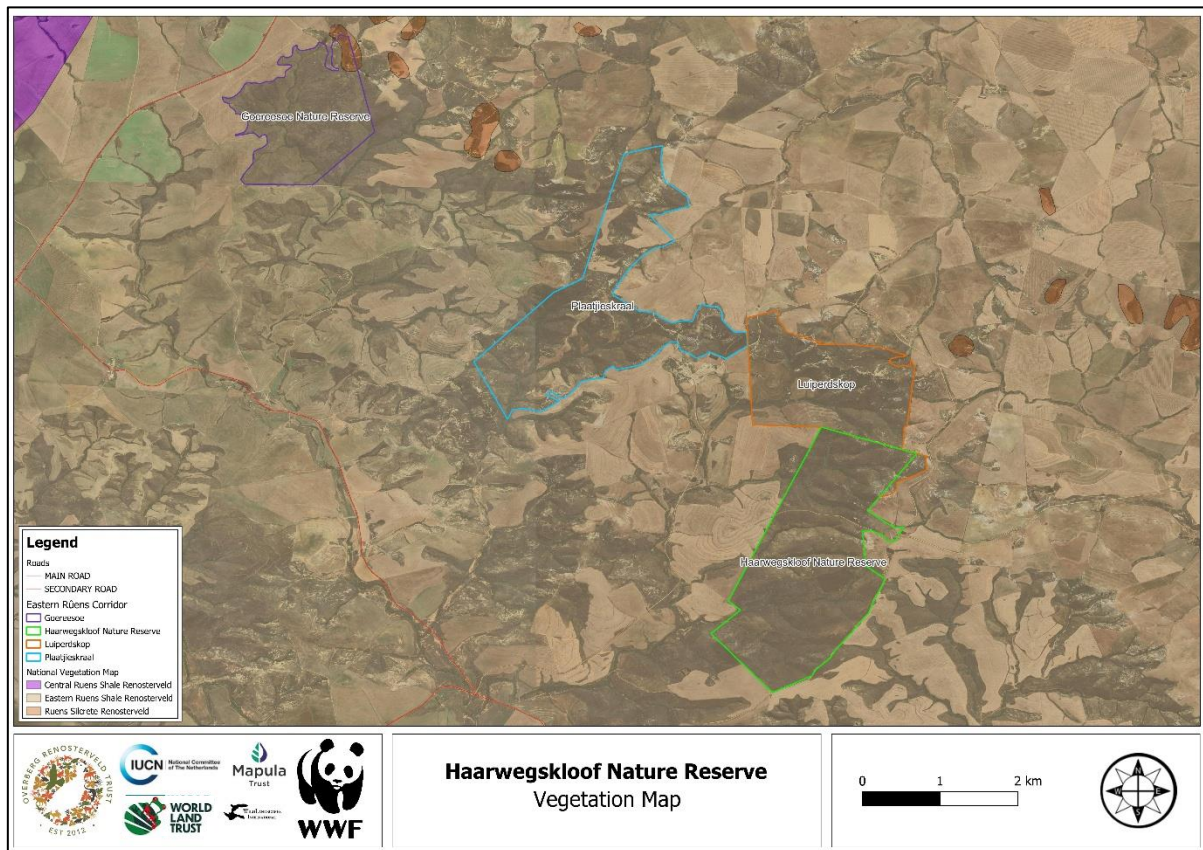 Goereesoe Nature Reserve
Plaatjieskraal
Luiperdskop
Haarwegskloof Nature Reserve
Legend
Roads
MAIN ROAD
SECONDARY ROAD
Eastern Rûens Corridor
Goereesoe
Haarwegskloof Nature Reserve
Luiperdskop
Plaatjieskraal
National Vegetation Map
Central Ruens Shale Renosterveld
Eastern Ruens Shale Renosterveld
Ruens Silcrete Renosterveld
OVERBERG RENOSTERVELD TRUST
EST 2012
IUCN
National Committee
of The Netherlands
Mapula
Trust
WORLD
LAND
TRUST
WWF
Haarwegskloof Nature Reserve
Vegetation Map
0 1 2 km
N
W E
S